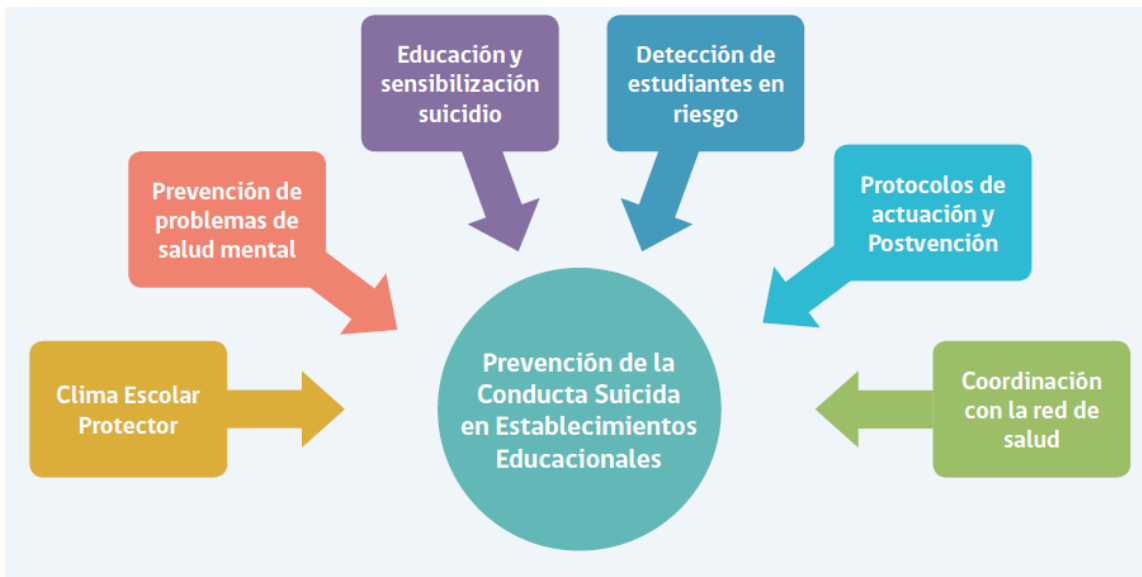 Educación y
sensibilización
suicidio
Detección de
estudiantes en
riesgo
Prevención de
problemas de
salud mental
Protocolos de
actuación y
Postvención
Clima Escolar
Protector
Prevención de la
Conducta Suicida
en Establecimientos
Educacionales
Coordinación
con la red de
salud